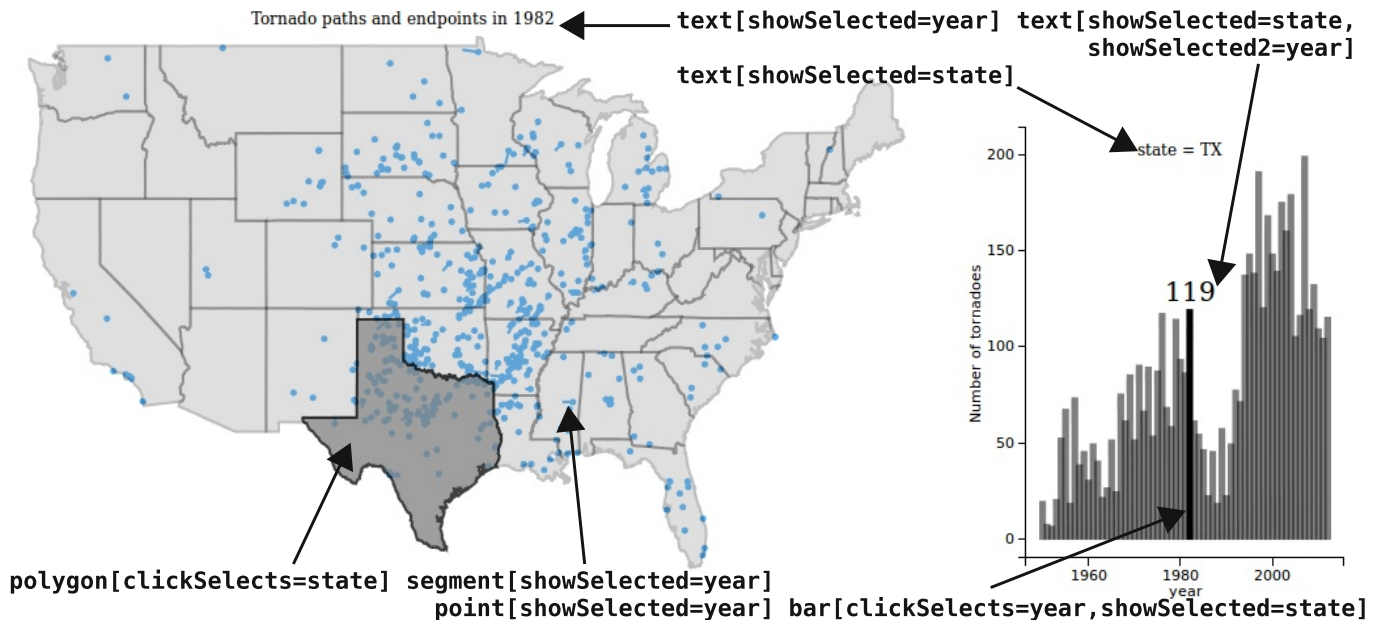 Tornado paths and endpoints in 1982
text[showSelected=year] text[showSelected=state,
showSelected2=year]
text[showSelected=state]
state = TX
200
150
119
100
50
0
Number of tornadoes
1960 1980 2000
year
polygon[clickSelects=state] segment[showSelected=year]
point[showSelected=year] bar[clickSelects=year,showSelected=state]